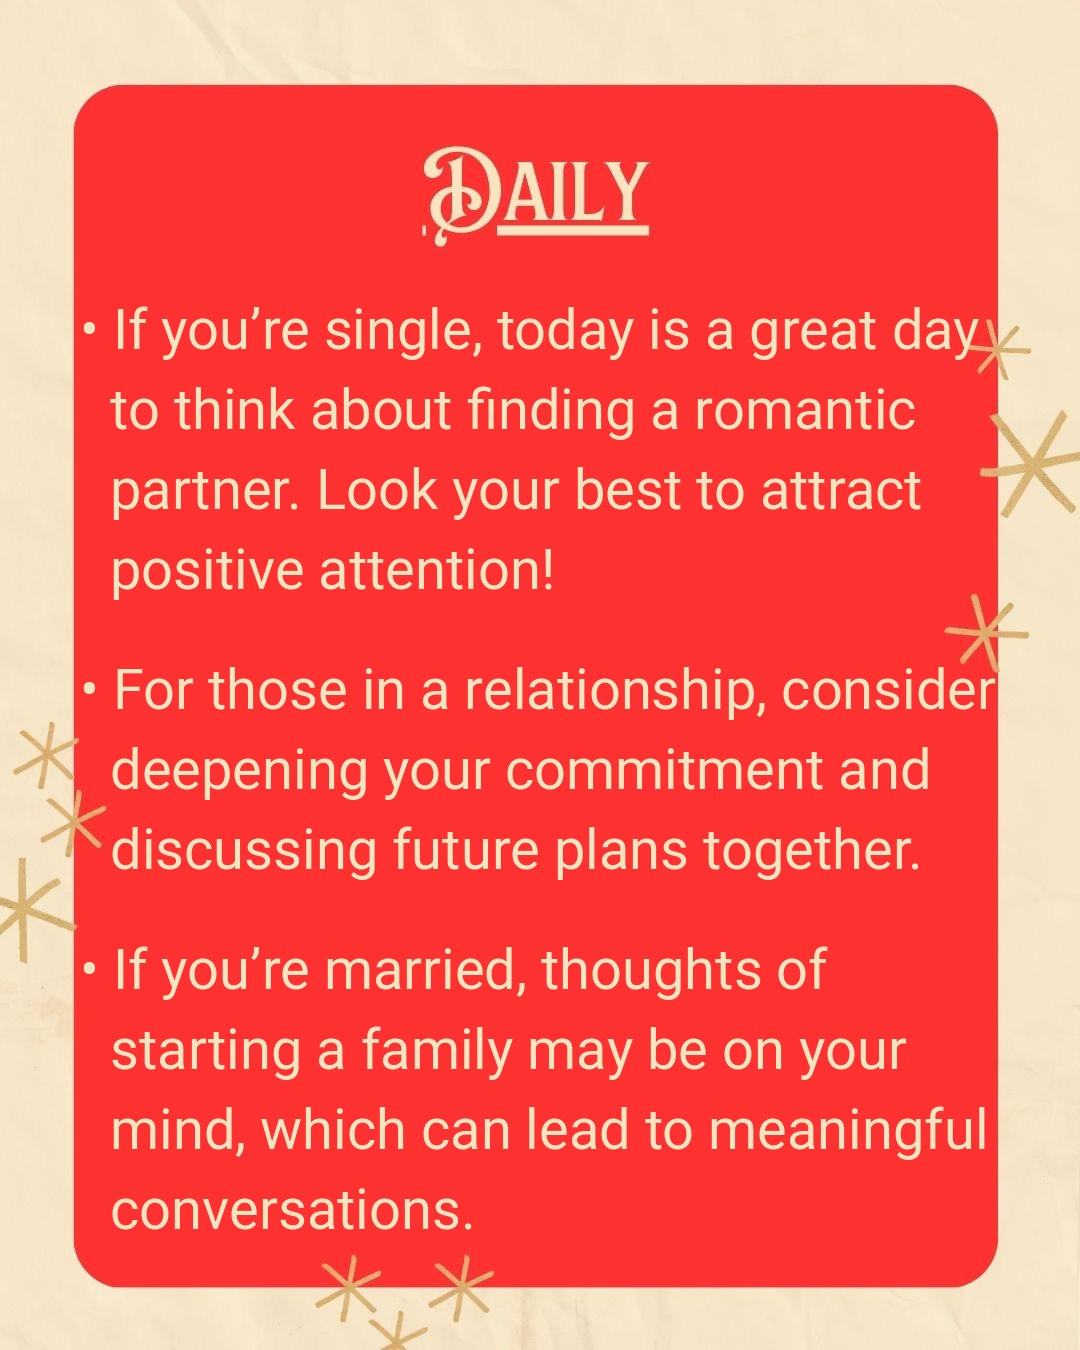 Daily
• If you’re single, today is a great day
to think about finding a romantic
partner. Look your best to attract
positive attention!
• For those in a relationship, consider
deepening your commitment and
discussing future plans together.
• If you’re married, thoughts of
starting a family may be on your
mind, which can lead to meaningful
conversations.